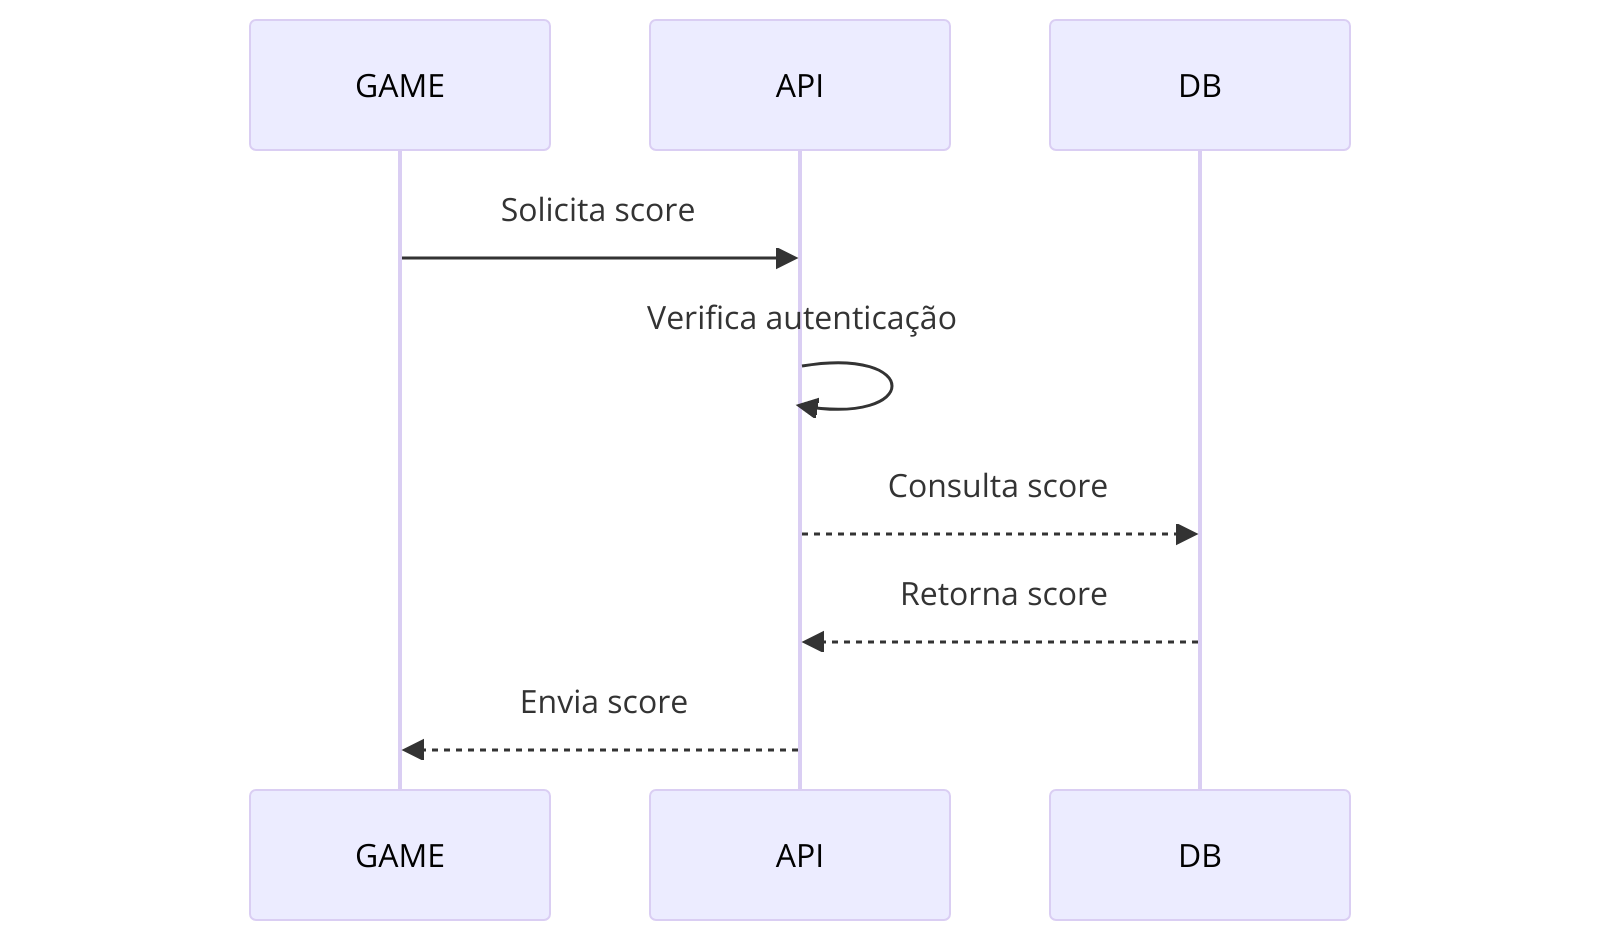 GAME
API
DB
Solicita score
Verifica autenticação
Consulta score
Retorna score
Envia score
GAME
API
DB